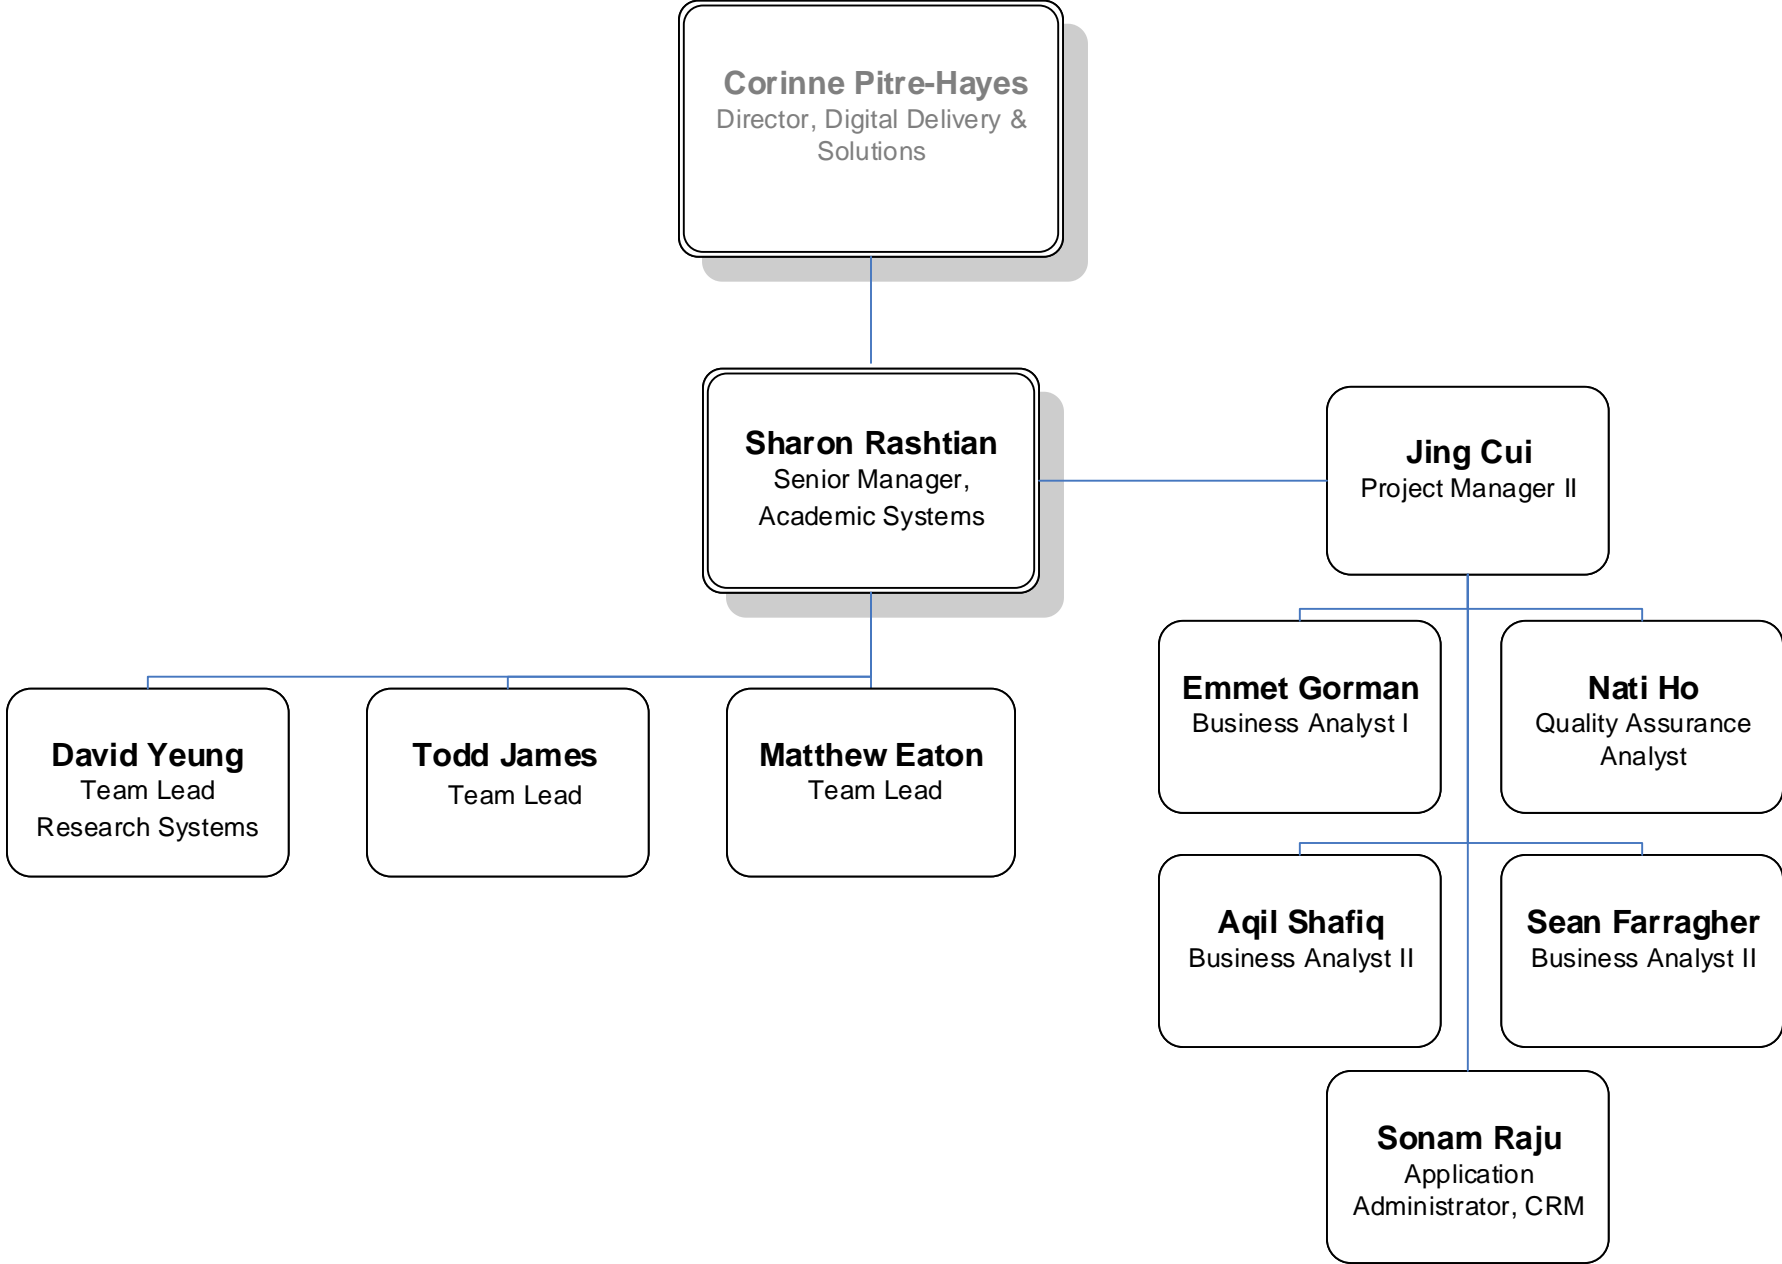 Corinne Pitre-Hayes
Director, Digital Delivery &
Solutions
Sharon Rashtian
Senior Manager,
Academic Systems
Jing Cui
Project Manager II
David Yeung
Team Lead
Research Systems
Todd James
Team Lead
Matthew Eaton
Team Lead
Emmet Gorman
Business Analyst I
Nati Ho
Quality Assurance
Analyst
Aqil Shafiq
Business Analyst II
Sean Farragher
Business Analyst II
Sonam Raju
Application
Administrator, CRM